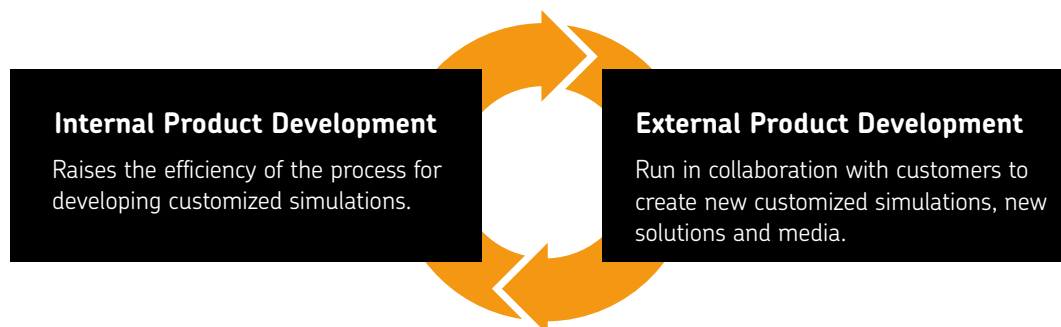 Internal Product Development
Raises the efficiency of the process for
developing customized simulations.
External Product Development
Run in collaboration with customers to
create new customized simulations, new
solutions and media.